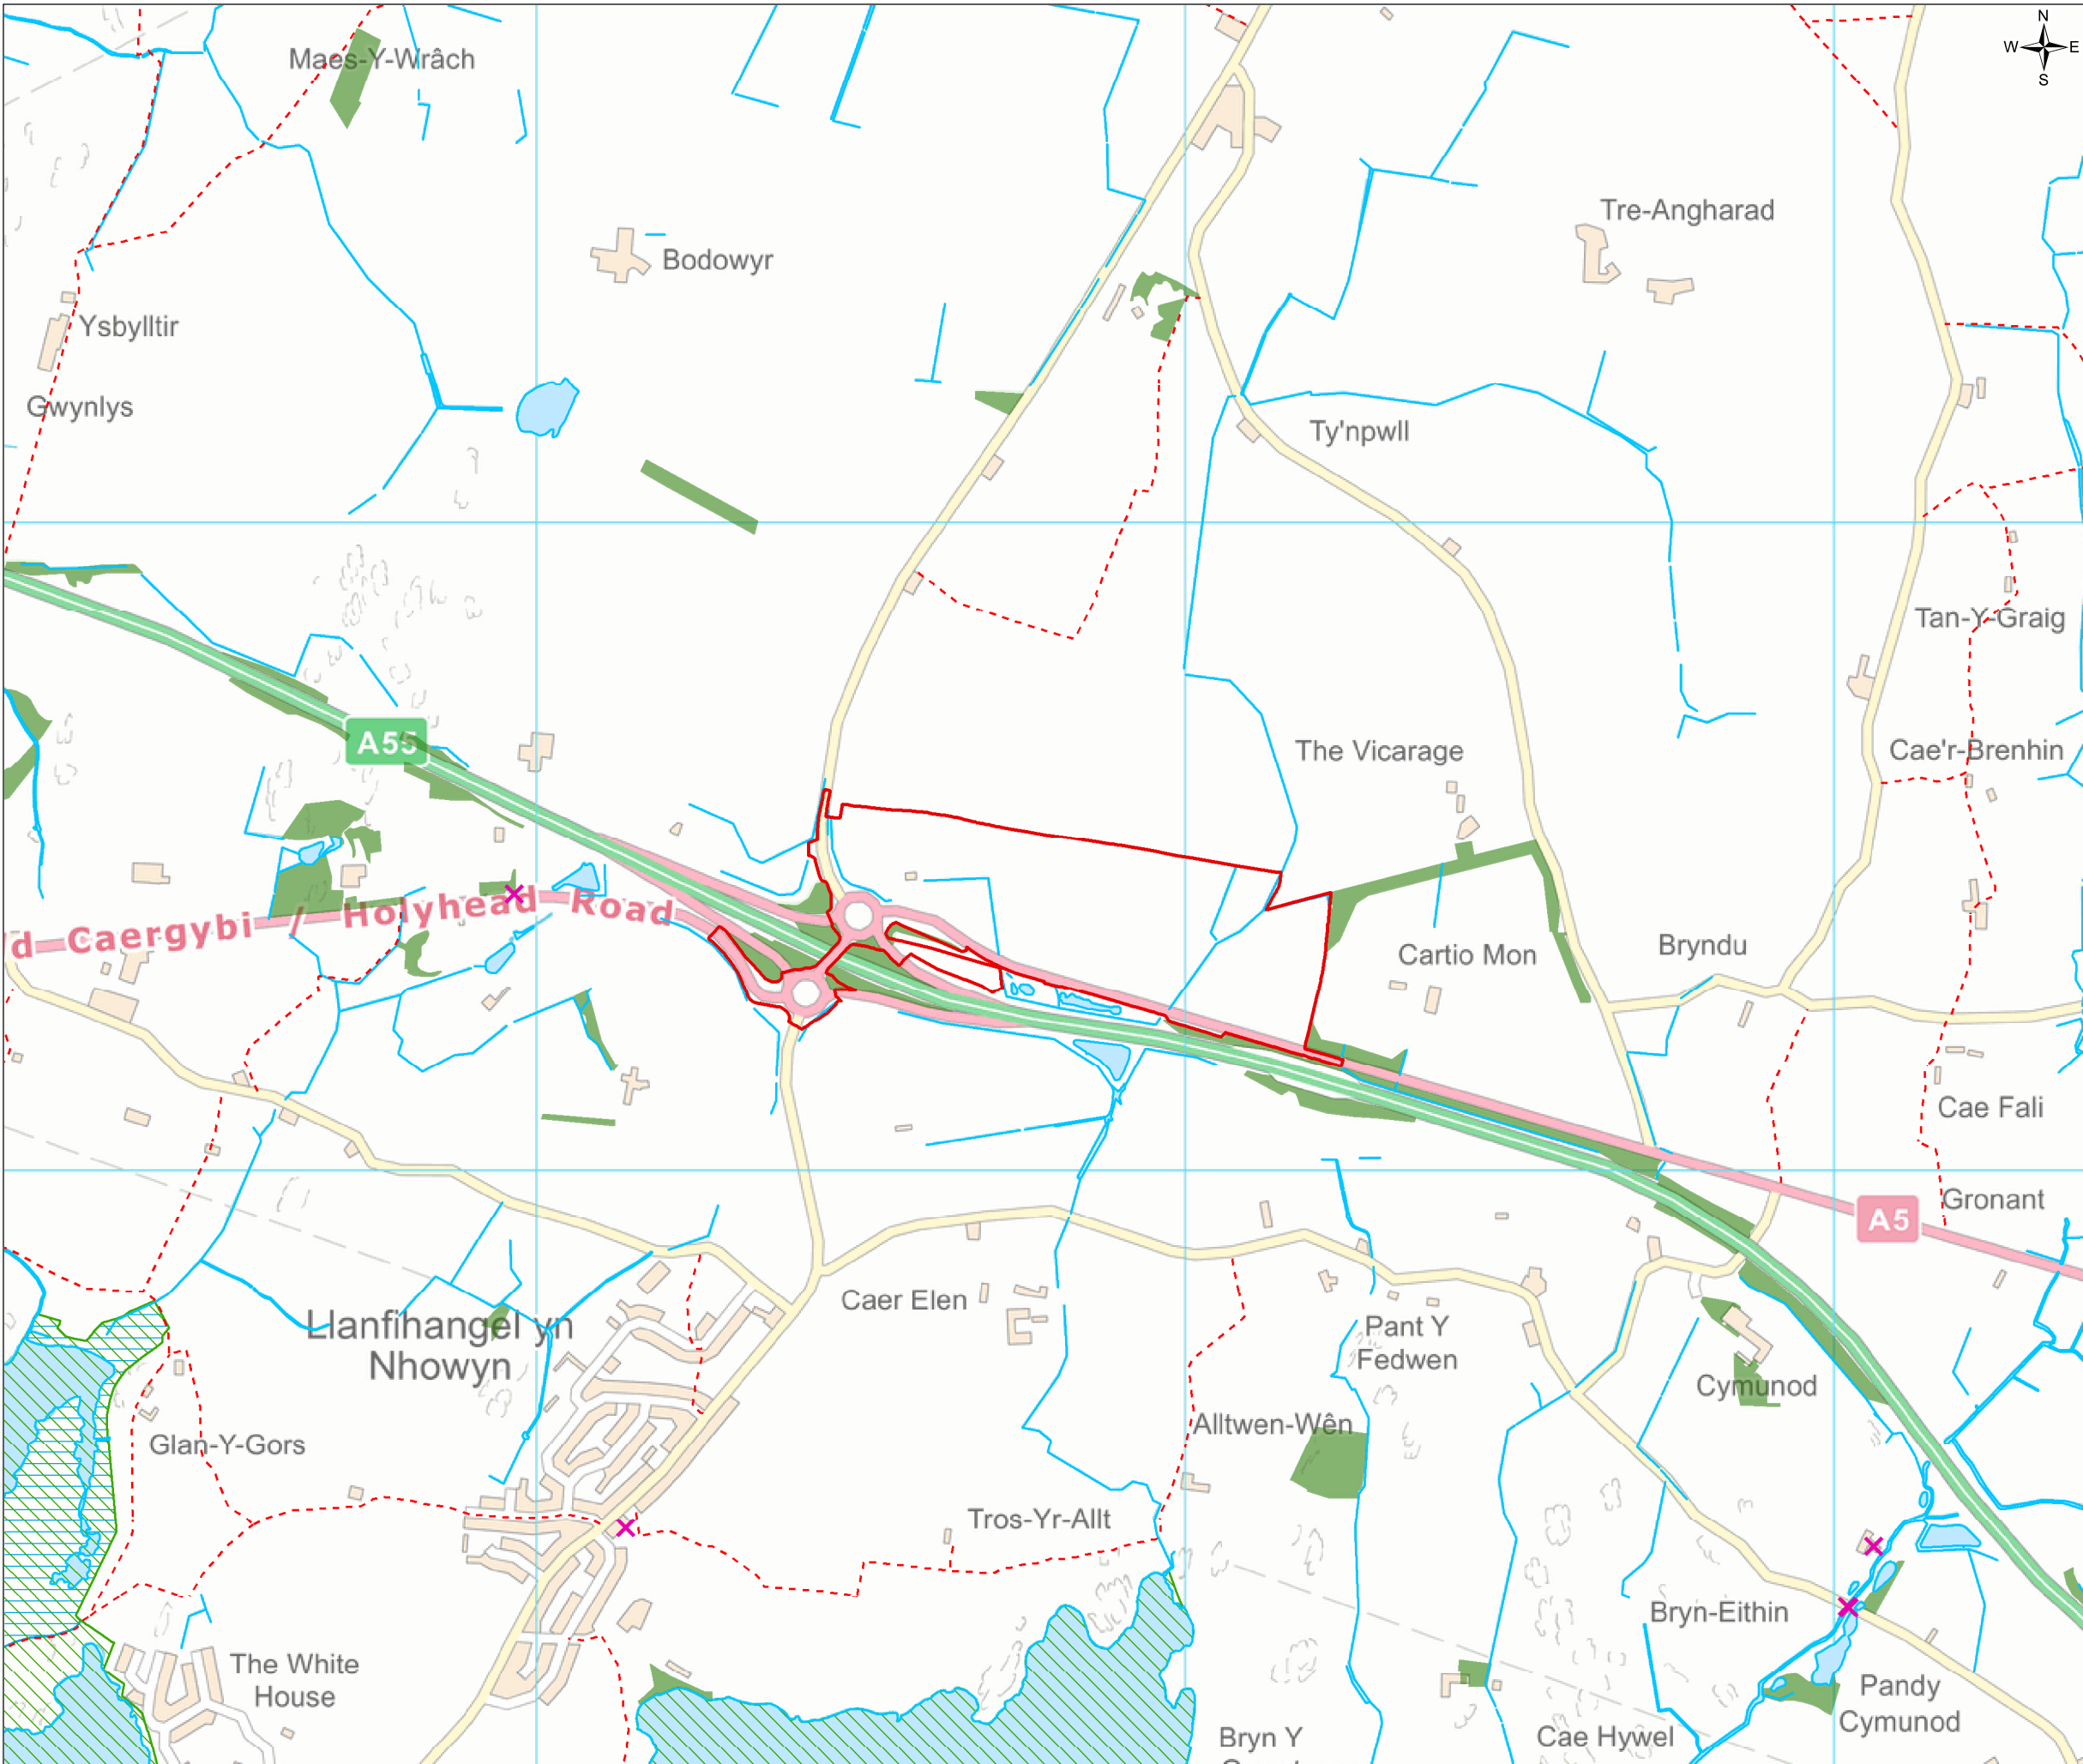 N
W E
S
Maes-Y-Wrâch
Tre-Angharad
Bodowyr
Ysbylltir
Gwynlys
Ty'npwll
Tan-Y-Graig
A55
The Vicarage
Cae'r-Brenhin
d Caergybi / Holyhead Road
Cartio Mon
Bryndu
Cae Fali
Gronant
A5
Caer Elen
Llanfihangel yn
Nhowyn
Pant Y
Fedwen
Cymunod
Alltwen-Wên
Glan-Y-Gors
Tros-Yr-Allt
Bryn-Eithin
The White
House
Pandy
Cymunod
Bryn Y
Cae Hywel